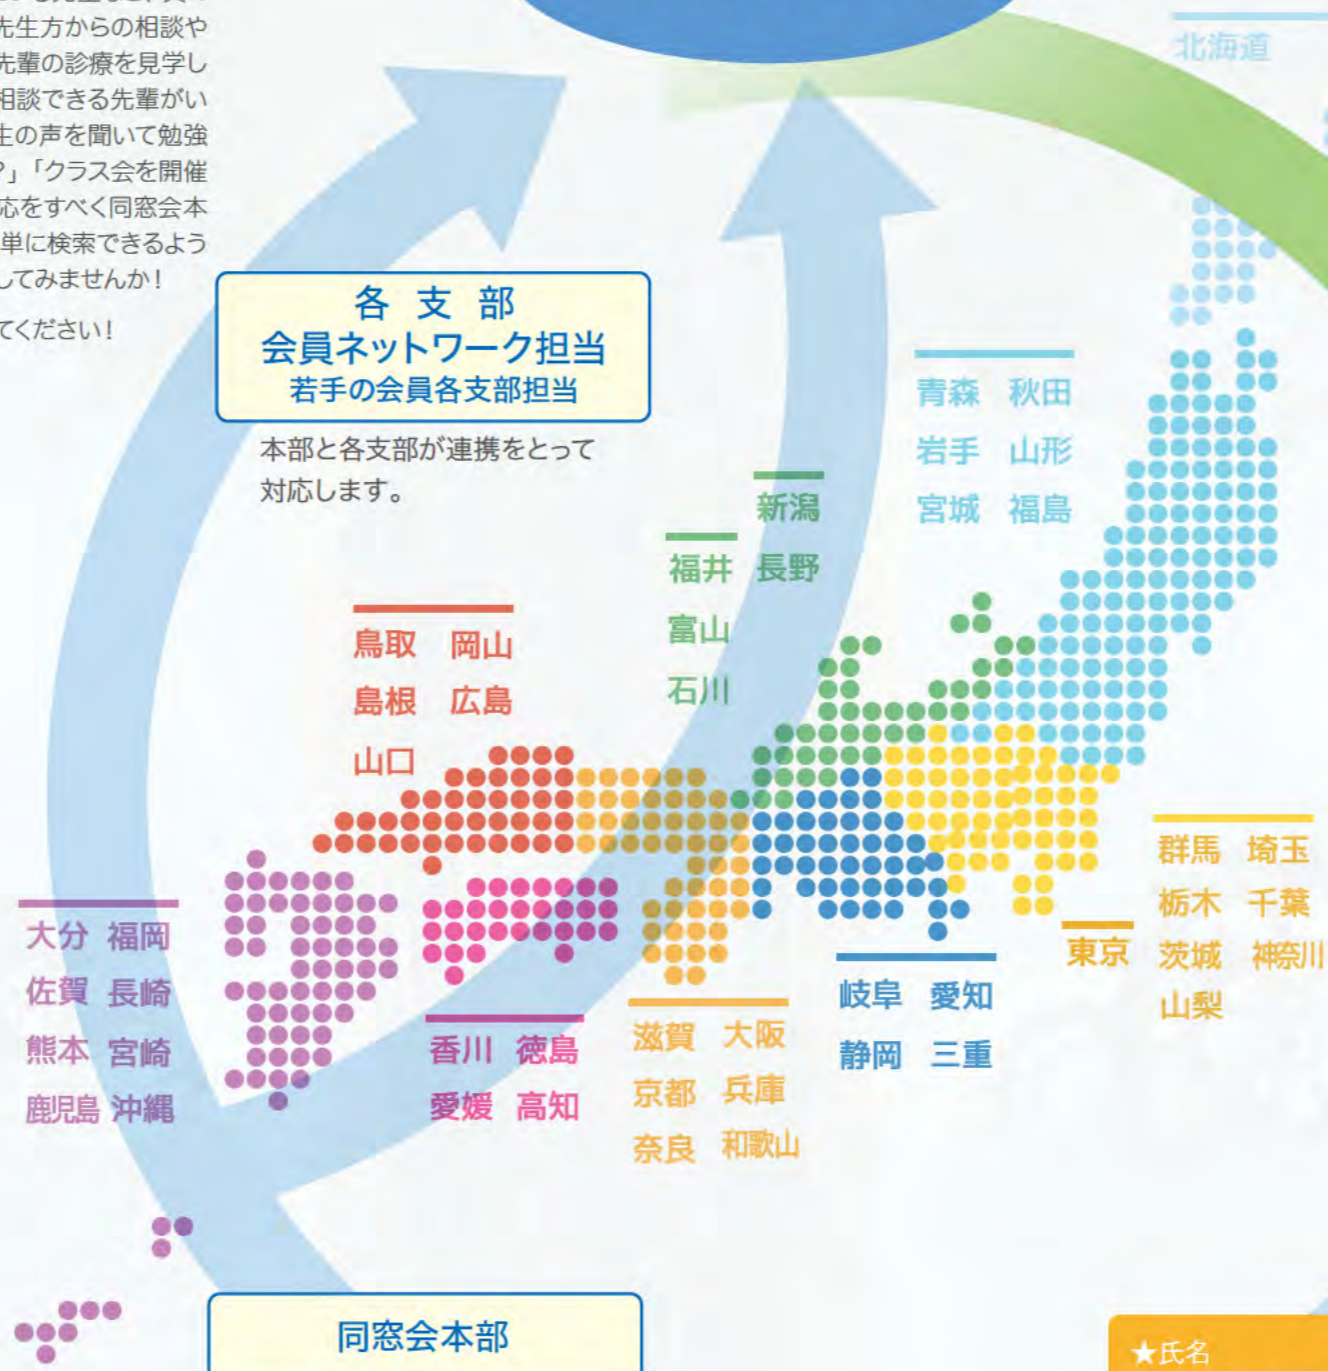 先生方からの相談や
先輩の診療を見学し
相談できる先輩がい
生の声を聞いて勉強
?」「クラス会を開催
応をすべく同窓会本
単に検索できるよう
してみませんか！
てください！
各 支 部
会員ネットワーク担当
若手の会員各支部担当
本部と各支部が連携をとって
対応します。
北海道
青森 秋田
岩手 山形
宮城 福島
新潟
長野
福井
富山
石川
鳥取 岡山
島根 広島
山口
群馬 埼玉
栃木 千葉
茨城 神奈川
山梨
東京
岐阜 愛知
静岡 三重
滋賀 大阪
京都 兵庫
奈良 和歌山
香川 徳島
愛媛 高知
大分 福岡
佐賀 長崎
熊本 宮崎
鹿児島 沖縄
同窓会本部
★氏名